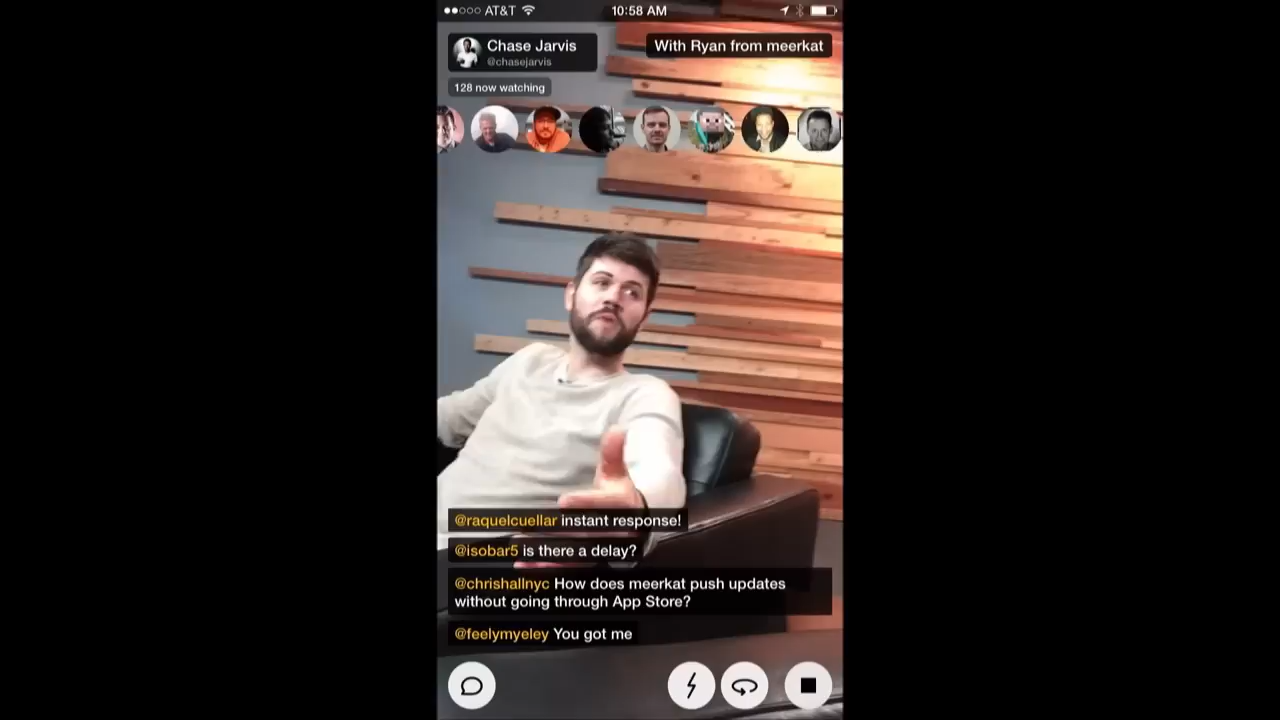 AT&T 10:58 AM
Chase Jarvis
@chasejarvis
With Ryan from meerkat
128 now watching
@raquelcuellar instant response!
@isobar5 is there a delay?
@chrishallnyc How does meerkat push updates
without going through App Store?
@feelymyeley You got me